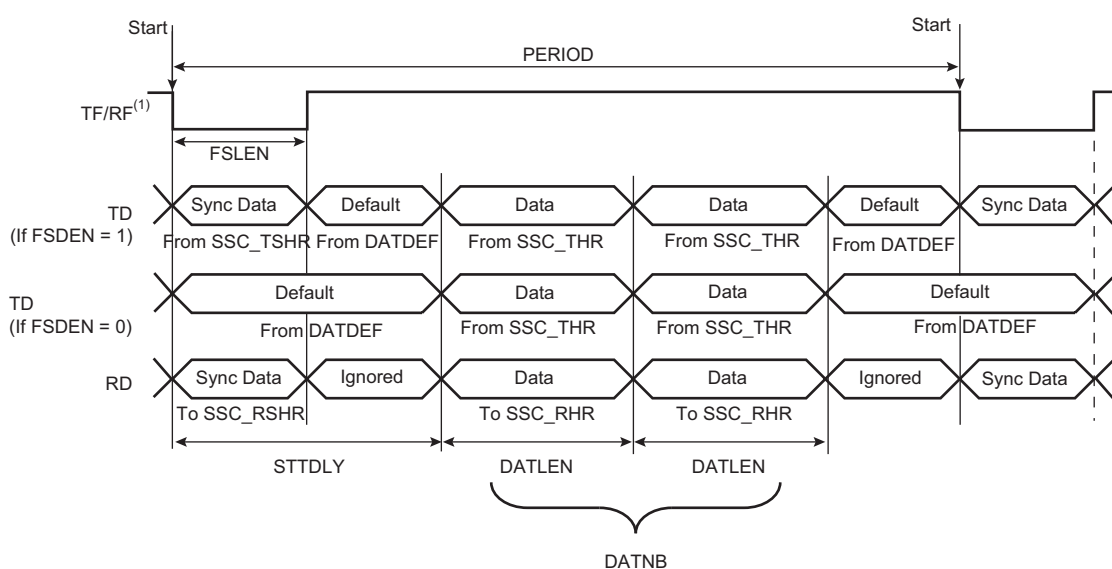 Start
Start
PERIOD
TF/RF(1)
FSLEN
TD
(If FSDEN = 1)
Sync Data
Default
Data
Data
Default
Sync Data
From SSC_TSHR
From DATDEF
From SSC_THR
From SSC_THR
From DATDEF
TD
(If FSDEN = 0)
Default
Data
Data
Default
From DATDEF
From SSC_THR
From SSC_THR
From DATDEF
RD
Sync Data
Ignored
Data
Data
Ignored
Sync Data
To SSC_RSHR
To SSC_RHR
To SSC_RHR
STTDLY
DATLEN
DATLEN
DATNB